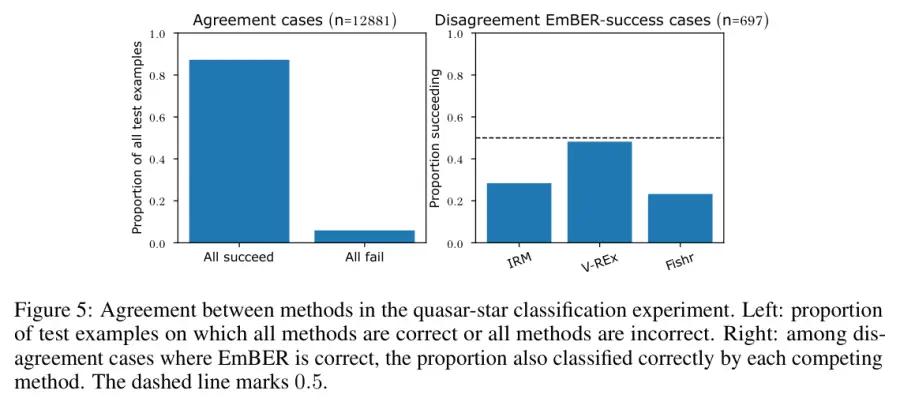 Agreement cases (n=12881)
Proportion of all test examples
1.0
0.8
0.6
0.4
0.2
0.0
All succeed
All fail
Disagreement EmBER-success cases (n=697)
Proportion succeeding
1.0
0.8
0.6
0.4
0.2
0.0
IRM
V-REx
Fishr
Figure 5: Agreement between methods in the quasar-star classification experiment. Left: proportion
of test examples on which all methods are correct or all methods are incorrect. Right: among dis-
agreement cases where EmBER is correct, the proportion also classified correctly by each competing
method. The dashed line marks 0.5.